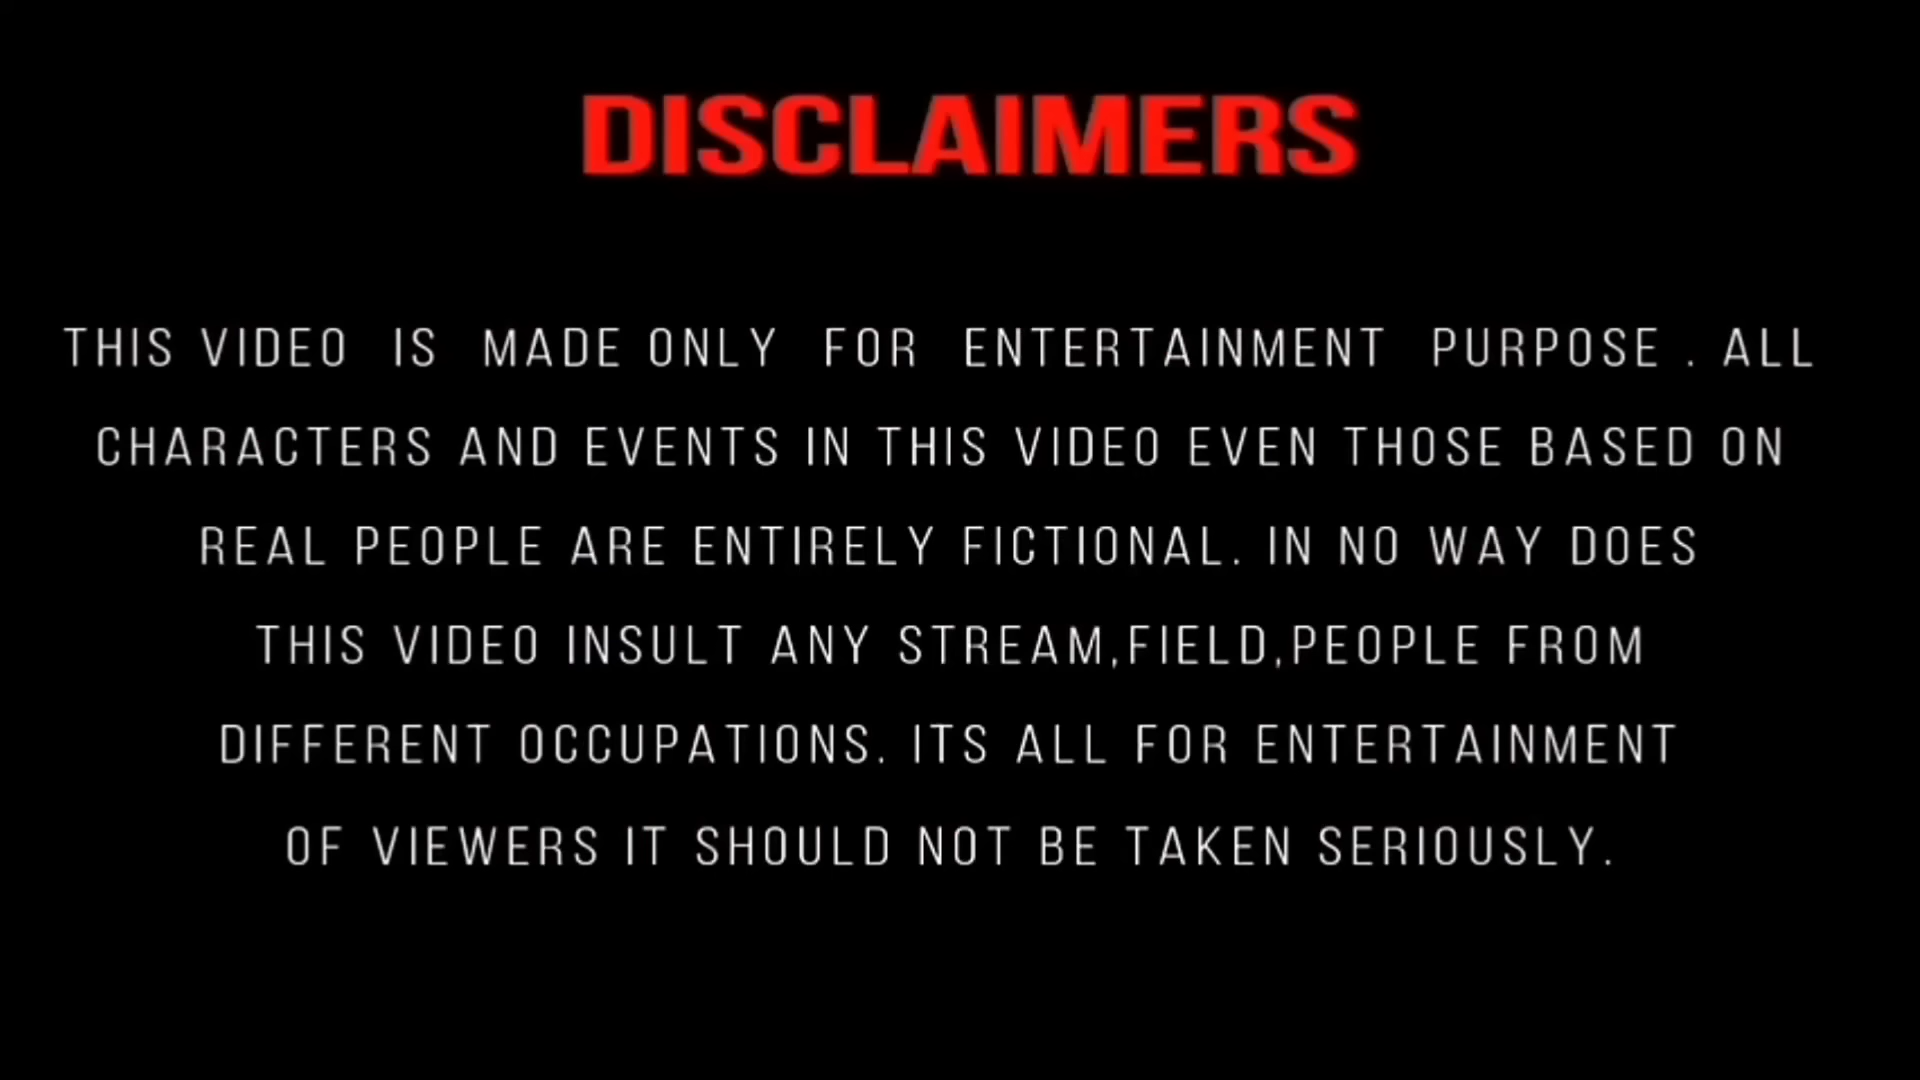 DISCLAIMERS
THIS VIDEO IS MADE ONLY FOR ENTERTAINMENT PURPOSE . ALL
CHARACTERS AND EVENTS IN THIS VIDEO EVEN THOSE BASED ON
REAL PEOPLE ARE ENTIRELY FICTIONAL. IN NO WAY DOES
THIS VIDEO INSULT ANY STREAM,FIELD,PEOPLE FROM
DIFFERENT OCCUPATIONS. ITS ALL FOR ENTERTAINMENT
OF VIEWERS IT SHOULD NOT BE TAKEN SERIOUSLY.